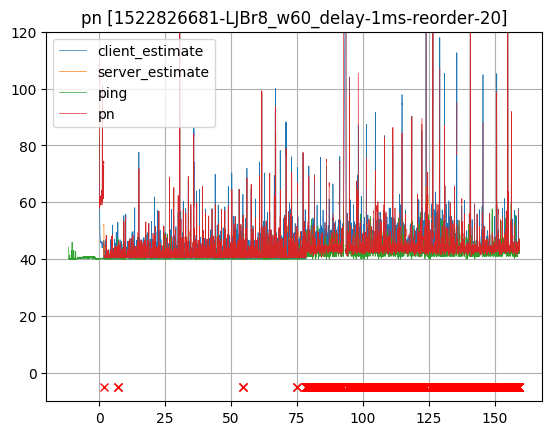 pn [1522826681-LJBr8_w60_delay-1ms-reorder-20]
client_estimate
server_estimate
ping
pn
120
100
80
60
40
20
0
0
25
50
75
100
125
150